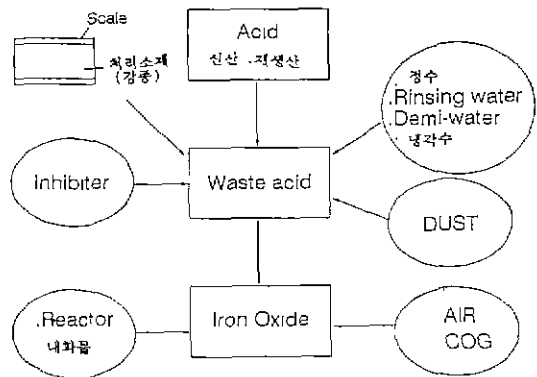 Scale
처리소재
(강종)
Acid
신산 .재생산
. 정수
.Rinsing water
.Demi-water
. 냉각수
Inhibiter
Waste acid
DUST
.Reactor
내화물
Iron Oxide
AIR
COG